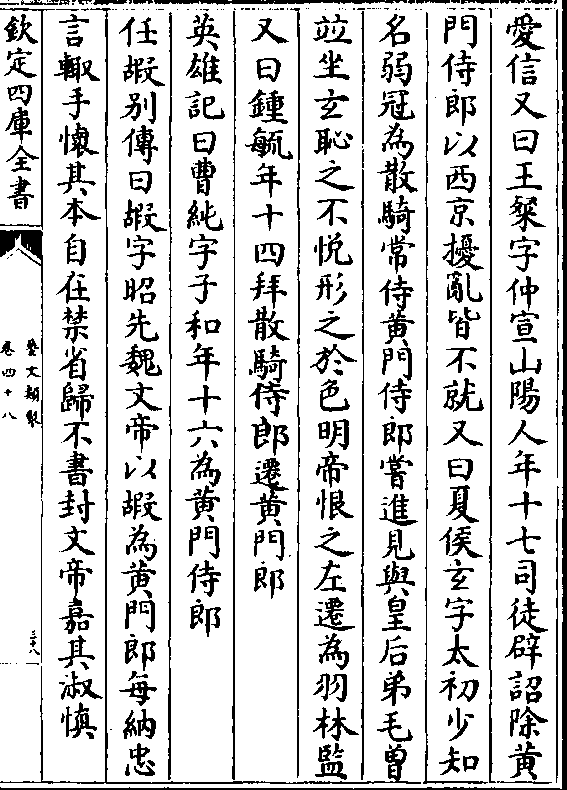 愛信又曰王粲字仲宣山陽人年十七司徒辟詔除黄
門侍郎以西京擾亂皆不就又曰夏侯玄字太初少知
名弱冠為散騎常侍黄門侍郎嘗進見與皇后弟毛曾
竝坐玄恥之不悦形之於色明帝恨之左遷為羽林監
又曰鍾毓年十四拜散騎侍郎遷黄門郎
英雄記曰曹純字子和年十六為黄門侍郎
任嘏别傳曰嘏字昭先魏文帝以嘏為黄門郎毎納忠
言輙手懐其本自在禁省歸不書封文帝嘉其淑慎
欽定四庫全書
藝文類聚
卷四十八
三十八